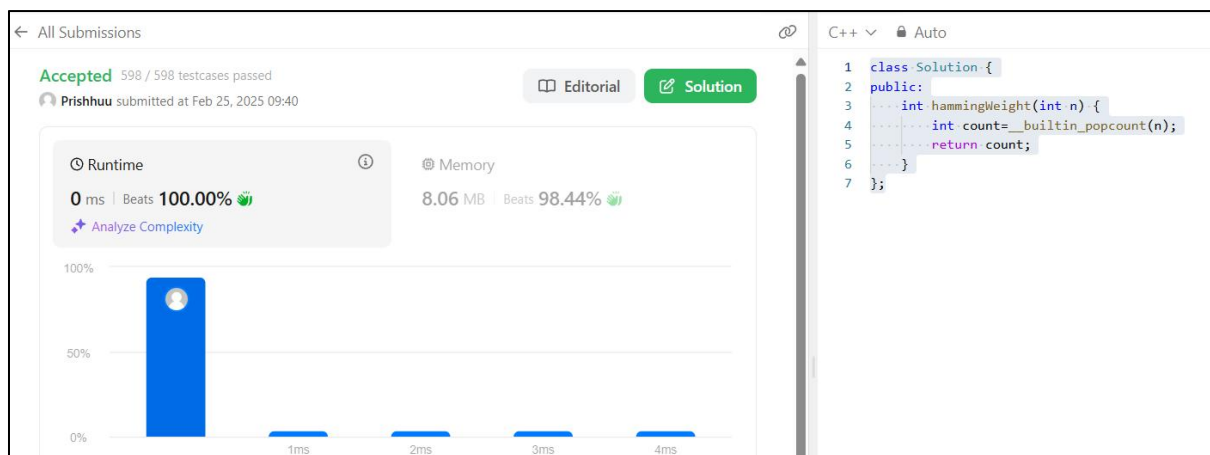 ← All Submissions
Accepted 598 / 598 testcases passed
Prishhuu submitted at Feb 25, 2025 09:40
Editorial
Solution
Runtime
0 ms | Beats 100.00%
Analyze Complexity
Memory
8.06 MB | Beats 98.44%
100%
50%
0%
1ms 2ms 3ms 4ms
C++ Auto
1 class Solution {
2 public:
3     int hammingWeight(int n) {
4         int count=__builtin_popcount(n);
5         return count;
6     }
7 };